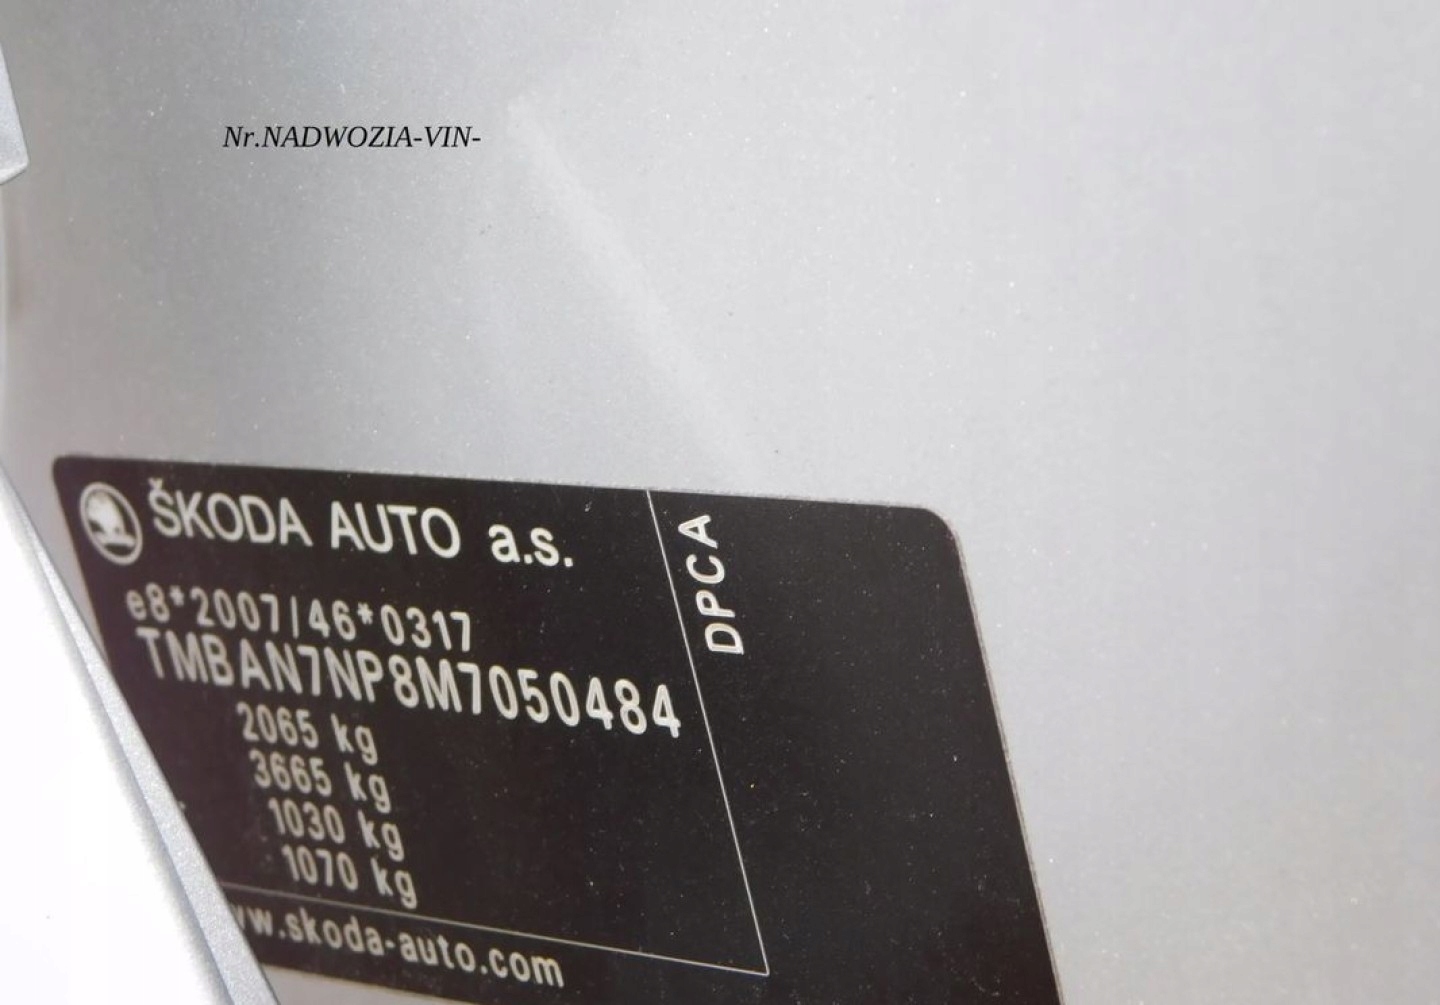 Nr.NADWOZIA-VIN-
ŠKODA AUTO a.s.
DPCA
e8*2007/46*0317
TMBAN7NP8M7050484
2065 kg
3665 kg
1030 kg
1070 kg
www.skoda-auto.com